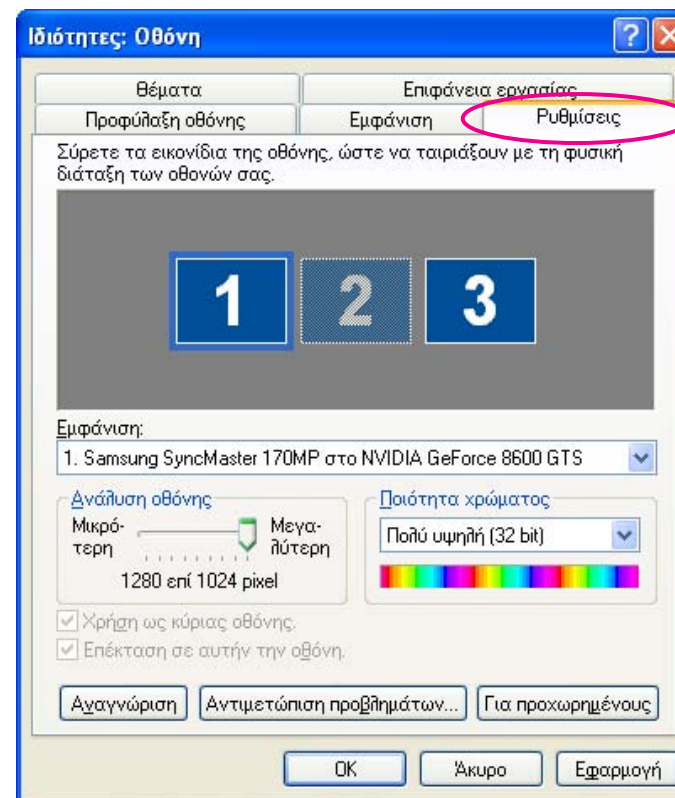 Ιδιότητες: Οθόνη
Θέματα
Επιφάνεια εργασίας
Προφύλαξη οθόνης
Εμφάνιση
Ρυθμίσεις
Σύρετε τα εικονίδια της οθόνης, ώστε να ταιριάξουν με τη φυσική
διάταξη των οθονών σας.
1 2 3
Εμφάνιση:
1. Samsung SyncMaster 170MP στο NVIDIA GeForce 8600 GTS
Ανάλυση οθόνης
Μικρό-
τερη
Μεγα-
λύτερη
1280 επί 1024 pixel
Ποιότητα χρώματος
Πολύ υψηλή (32 bit)
Χρήση ως κύριας οθόνης.
Επέκταση σε αυτήν την οθόνη.
Αναγνώριση
Αντιμετώπιση προβλημάτων...
Για προχωρημένους
OK
Άκυρο
Εφαρμογή